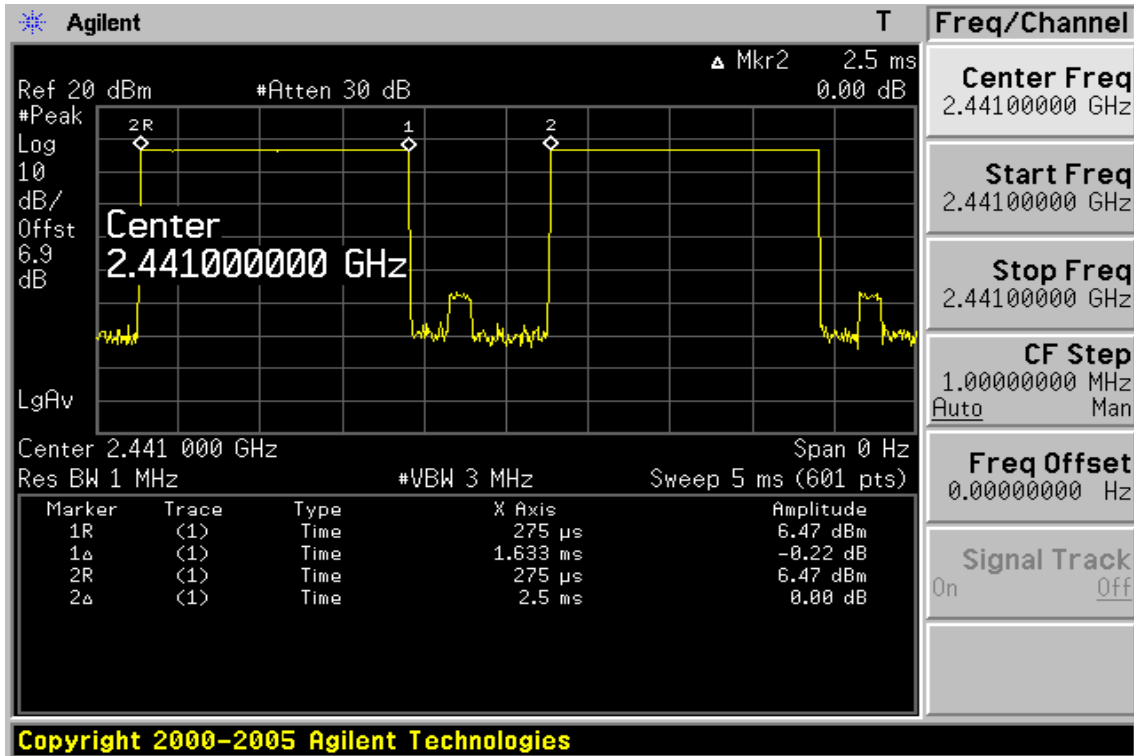 Agilent T
△ Mkr2 2.5 ms
Ref 20 dBm #Atten 30 dB 0.00 dB
#Peak
Log
10
dB/
Offst
6.9
dB
2R 1 2
Center
2.441000000 GHz
LgAv
Center 2.441 000 GHz Span 0 Hz
Res BW 1 MHz #VBW 3 MHz Sweep 5 ms (601 pts)
Marker Trace Type X Axis Amplitude
1R (1) Time 275 µs 6.47 dBm
1△ (1) Time 1.633 ms -0.22 dB
2R (1) Time 275 µs 6.47 dBm
2△ (1) Time 2.5 ms 0.00 dB
Freq/Channel
Center Freq
2.44100000 GHz
Start Freq
2.44100000 GHz
Stop Freq
2.44100000 GHz
CF Step
1.00000000 MHz
Auto Man
Freq Offset
0.00000000 Hz
Signal Track
On Off
Copyright 2000-2005 Agilent Technologies